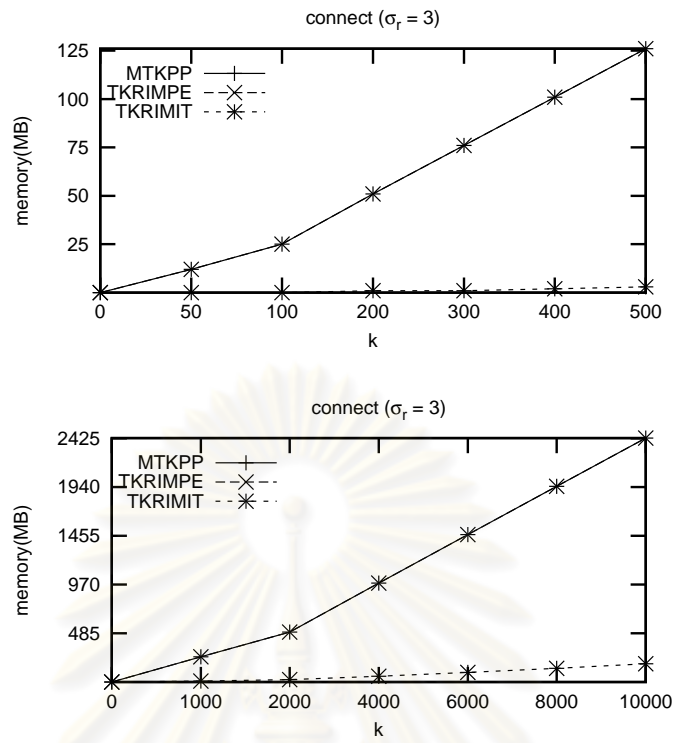 connect (σr = 3)
125
100
75
50
25
memory(MB)
MTKPP
TKRIMPE
TKRIMIT
0 50 100 200 300 400 500
k
connect (σr = 3)
2425
1940
1455
970
485
memory(MB)
MTKPP
TKRIMPE
TKRIMIT
0 1000 2000 4000 6000 8000 10000
k